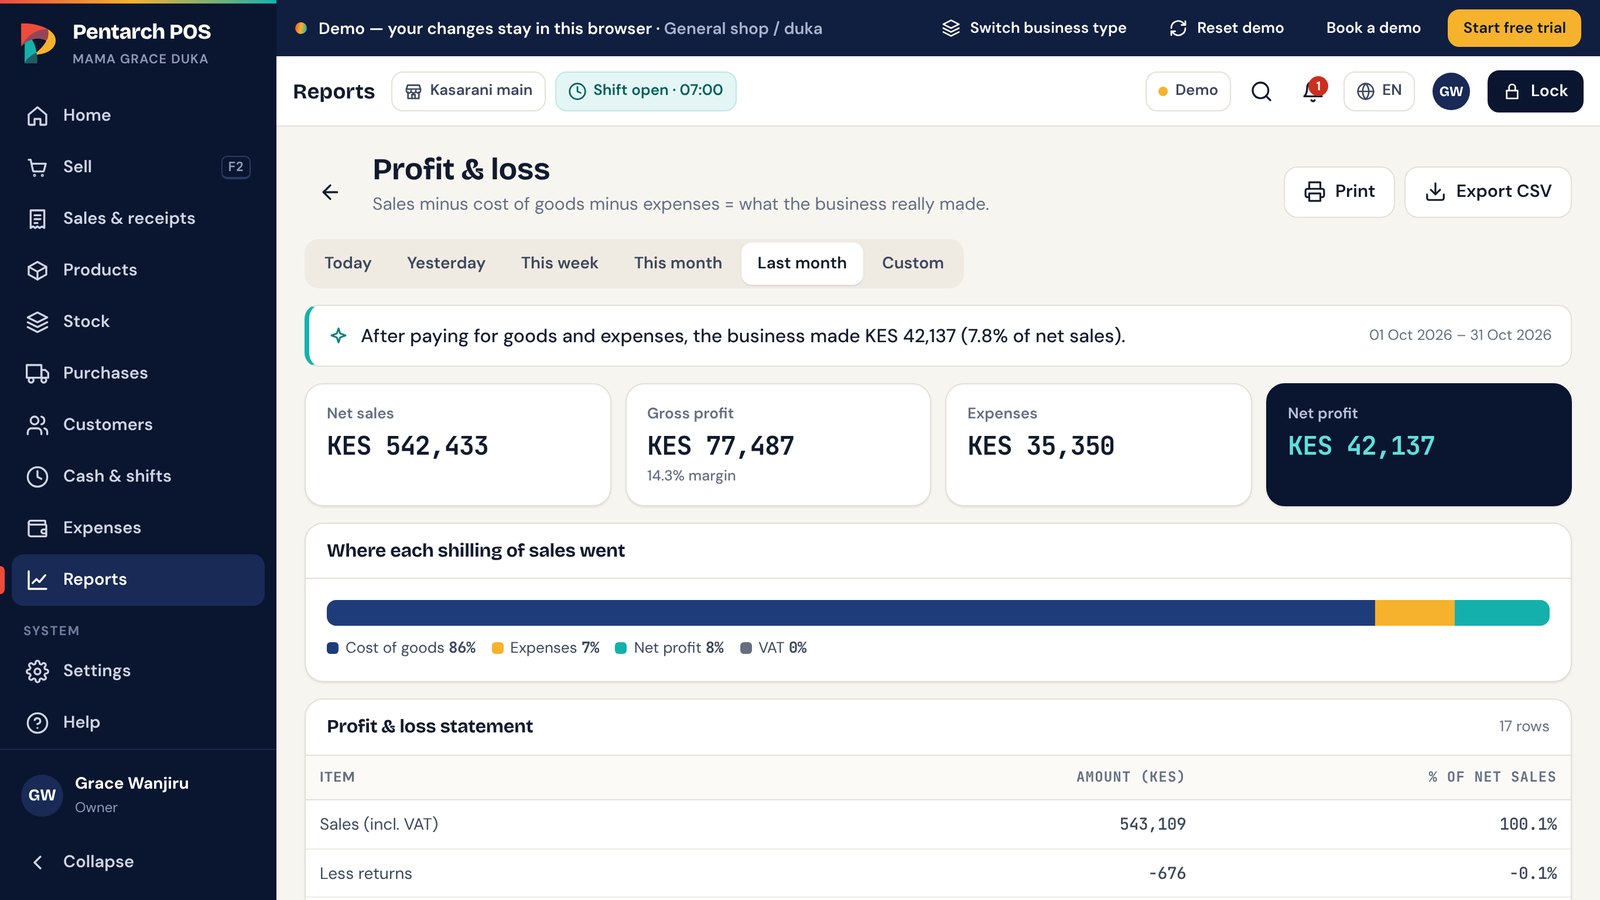 Pentarch POS
MAMA GRACE DUKA
Home
Sell F2
Sales & receipts
Products
Stock
Purchases
Customers
Cash & shifts
Expenses
Reports
SYSTEM
Settings
Help
GW Grace Wanjiru
Owner
Collapse
Demo — your changes stay in this browser · General shop / duka
Switch business type
Reset demo
Book a demo
Start free trial
Reports
Kasarani main
Shift open · 07:00
Demo
1
EN
GW
Lock
Profit & loss
Sales minus cost of goods minus expenses = what the business really made.
Print
Export CSV
Today
Yesterday
This week
This month
Last month
Custom
After paying for goods and expenses, the business made KES 42,137 (7.8% of net sales).
01 Oct 2026 – 31 Oct 2026
Net sales
KES 542,433
Gross profit
KES 77,487
14.3% margin
Expenses
KES 35,350
Net profit
KES 42,137
Where each shilling of sales went
Cost of goods 86% Expenses 7% Net profit 8% VAT 0%
Profit & loss statement
17 rows
ITEM AMOUNT (KES) % OF NET SALES
Sales (incl. VAT) 543,109 100.1%
Less returns -676 -0.1%